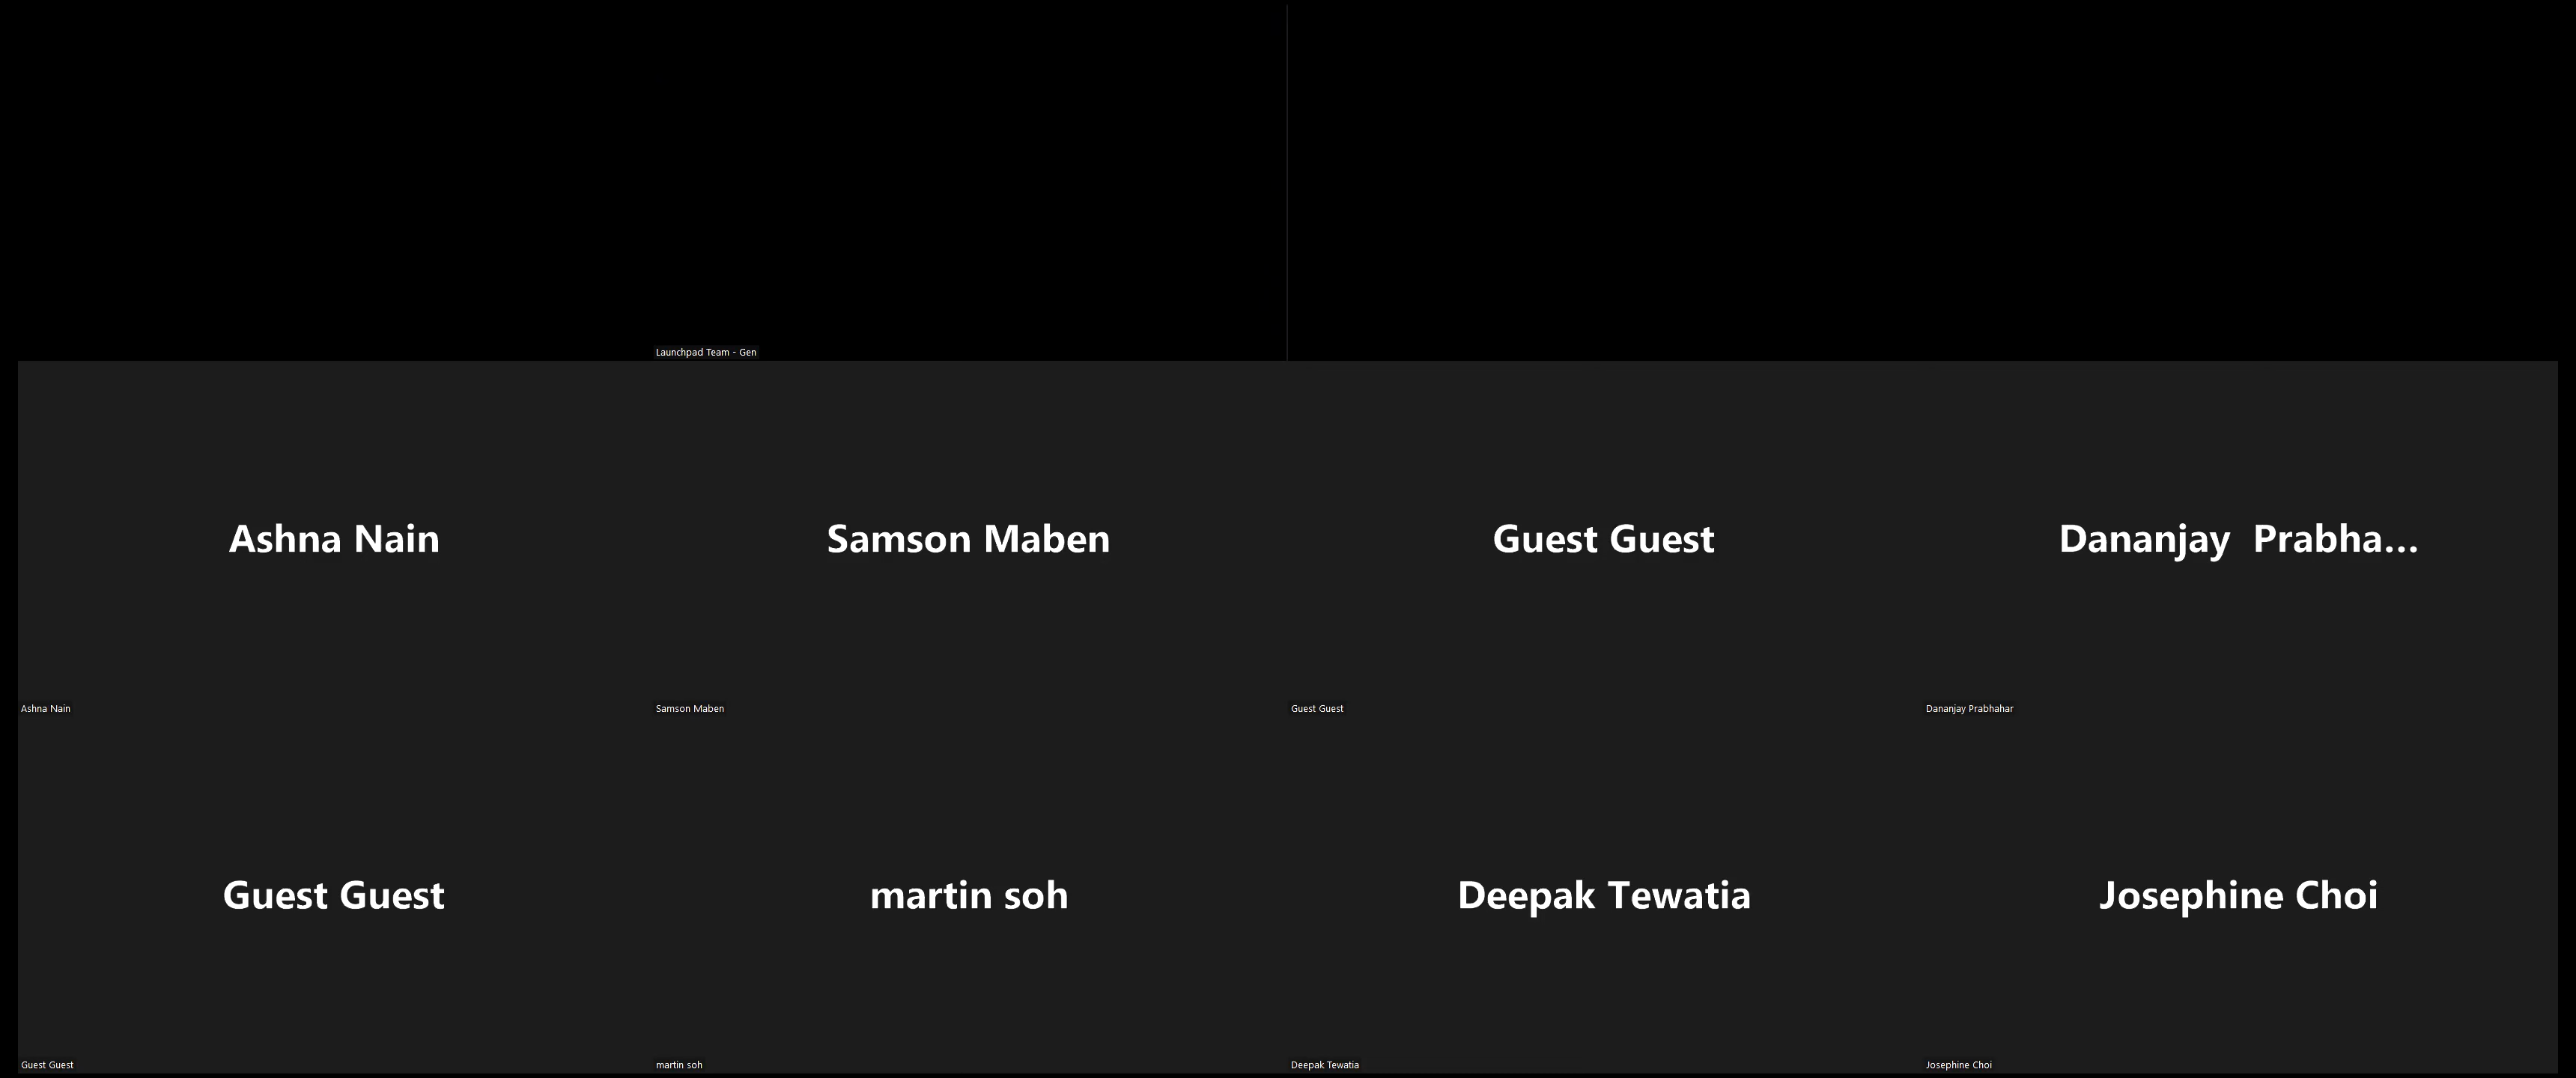 Launchpad Team - Gen
Ashna Nain
Samson Maben
Guest Guest
Dananjay  Prabha...
Ashna Nain
Samson Maben
Guest Guest
Dananjay Prabhahar
Guest Guest
martin soh
Deepak Tewatia
Josephine Choi
Guest Guest
martin soh
Deepak Tewatia
Josephine Choi